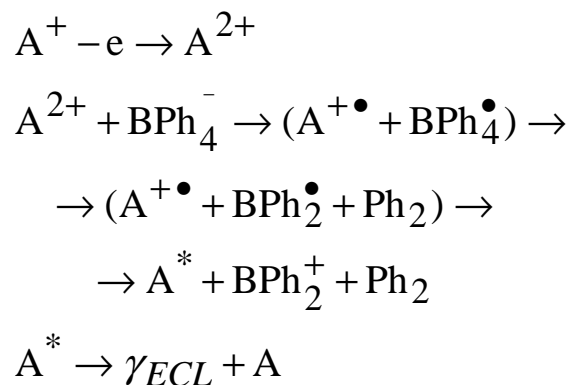 A⁺ − e → A²⁺
A²⁺ + BPh₄⁻ → (A⁺• + BPh₄•) →
→ (A⁺• + BPh₂• + Ph₂) →
→ A* + BPh₂⁺ + Ph₂
A* → γ_ECL + A